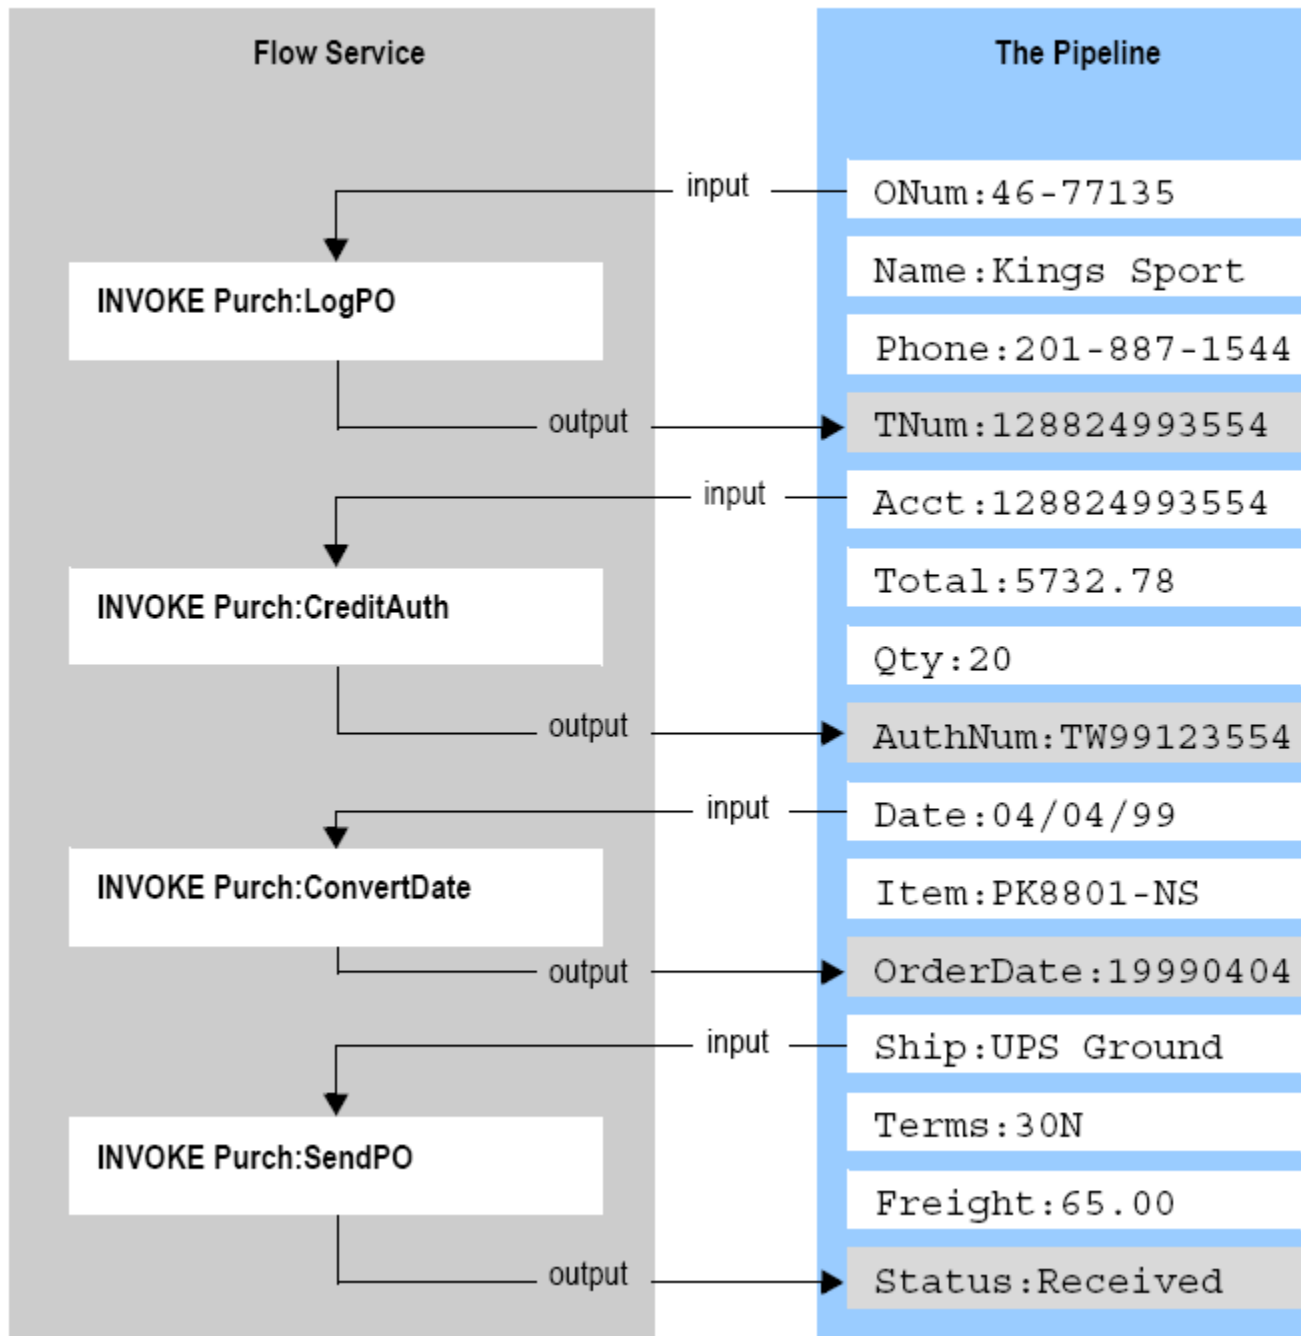 Flow Service
The Pipeline
input
ONum:46-77135
Name:Kings Sport
INVOKE Purch:LogPO
Phone:201-887-1544
output
TNum:128824993554
input
Acct:128824993554
Total:5732.78
INVOKE Purch:CreditAuth
Qty:20
output
AuthNum:TW99123554
input
Date:04/04/99
INVOKE Purch:ConvertDate
Item:PK8801-NS
output
OrderDate:19990404
input
Ship:UPS Ground
Terms:30N
INVOKE Purch:SendPO
Freight:65.00
output
Status:Received